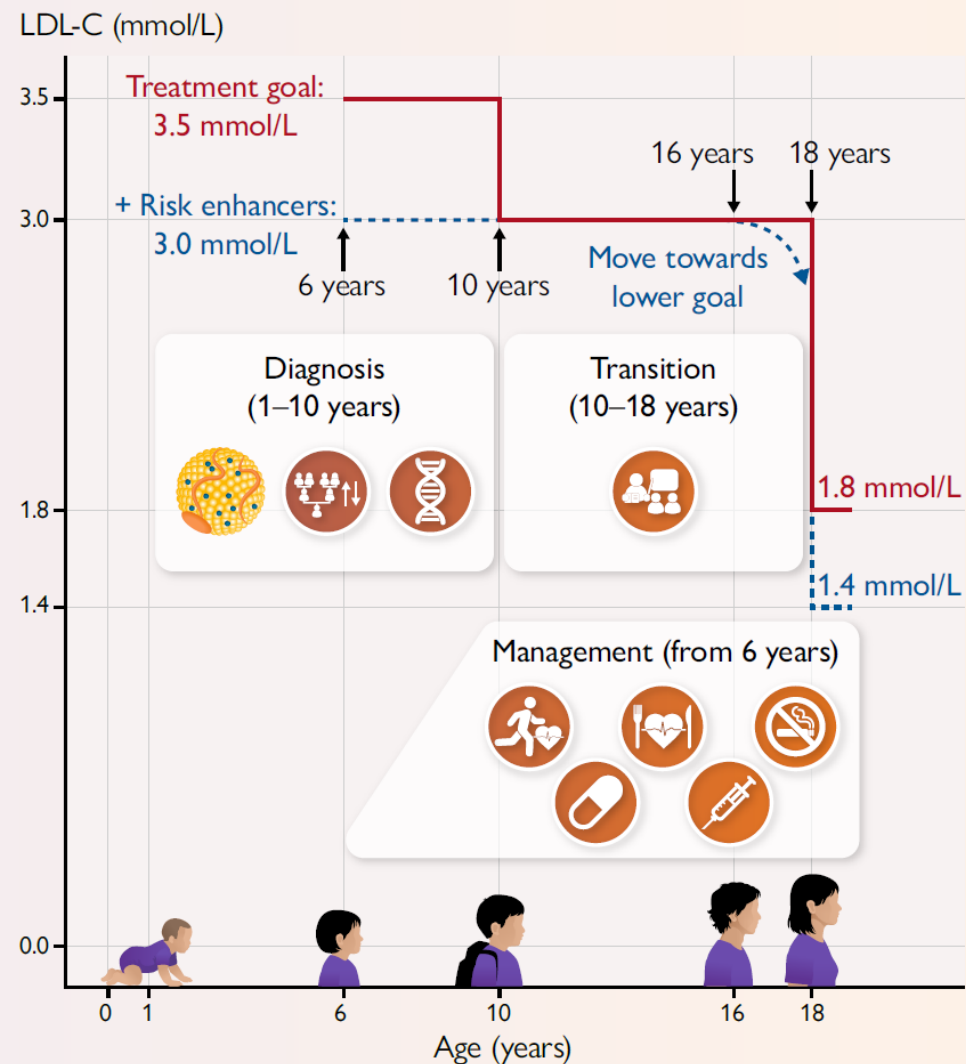 LDL-C (mmol/L)
3.5
Treatment goal:
3.5 mmol/L
16 years
18 years
+ Risk enhancers:
3.0 mmol/L
3.0
6 years
10 years
Move towards
lower goal
Diagnosis
(1–10 years)
Transition
(10–18 years)
1.8 mmol/L
1.8
1.4 mmol/L
1.4
Management (from 6 years)
0.0
0
1
6
10
16
18
Age (years)